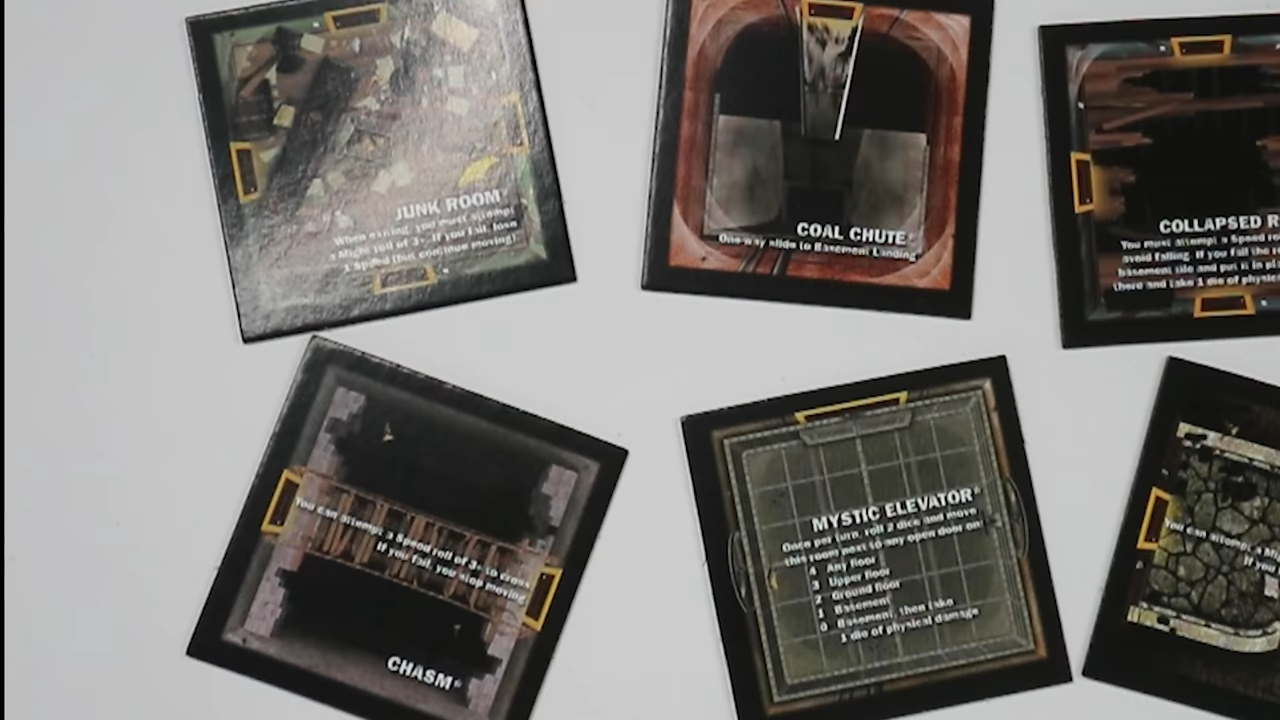 JUNK ROOM*
When exiting, you must attempt
a Might roll of 3+. If you fail, lose
1 Speed (but continue moving)
COAL CHUTE*
One-way slide to Basement Landing
COLLAPSED R
You must attempt a Speed ro
avoid falling. If you fail the r
basement tile and put it in pl
there and take 1 die of physic
You can attempt a Speed roll of 3+ to cross
If you fail, you stop moving
CHASM*
MYSTIC ELEVATOR*
Once per turn, roll 2 dice and move
this room next to any open door on:
4 Any floor
3 Upper floor
2 Ground floor
1 Basement
0 Basement, then take
1 die of physical damage
You can attempt a Mig
If you